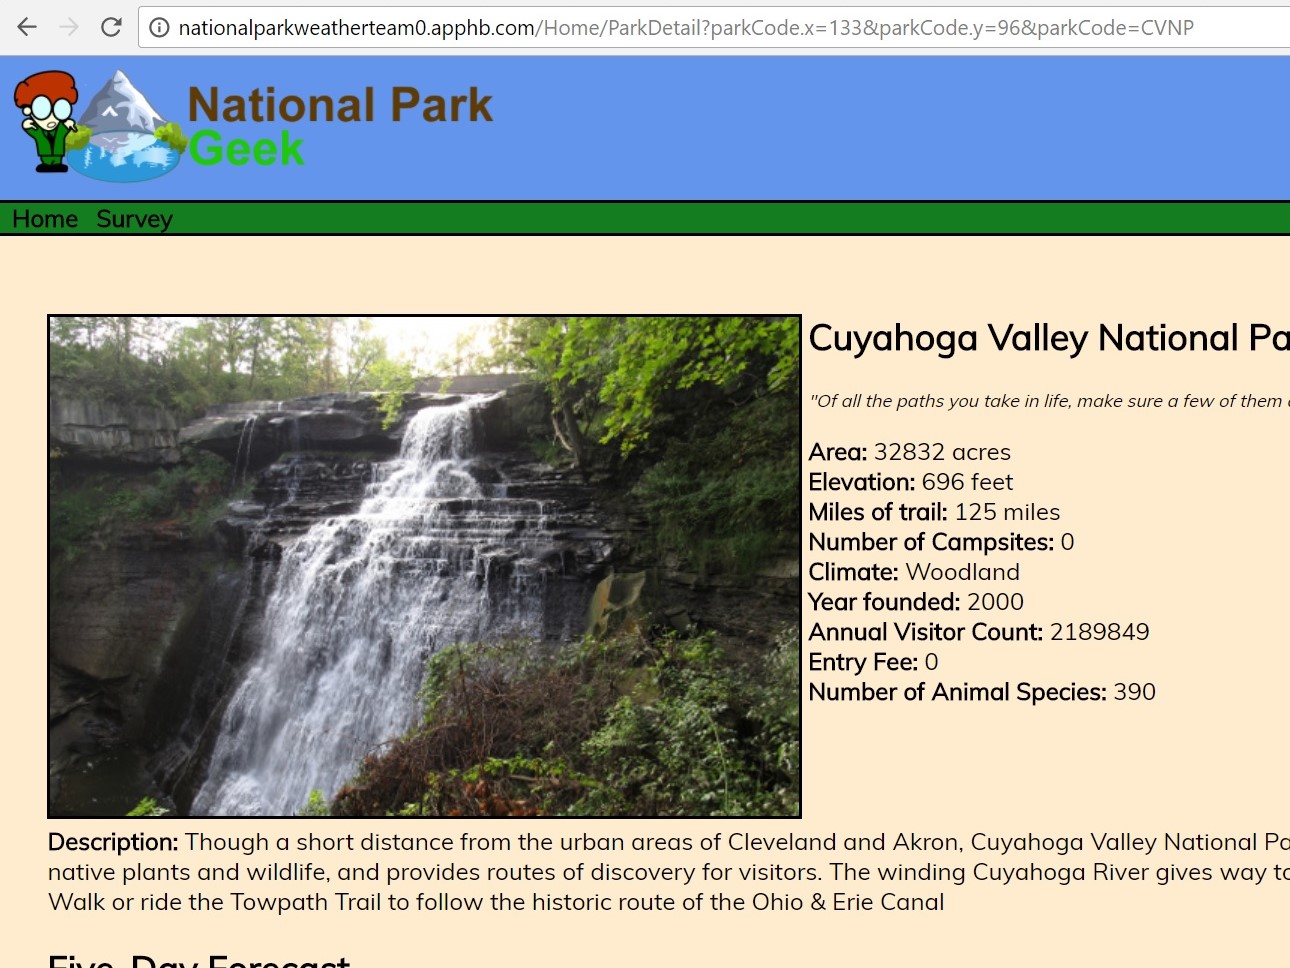 nationalparkweatherteam0.apphb.com/Home/ParkDetail?parkCode.x=133&parkCode.y=96&parkCode=CVNP
National Park
Geek
Home Survey
Cuyahoga Valley National Pa
"Of all the paths you take in life, make sure a few of them
Area: 32832 acres
Elevation: 696 feet
Miles of trail: 125 miles
Number of Campsites: 0
Climate: Woodland
Year founded: 2000
Annual Visitor Count: 2189849
Entry Fee: 0
Number of Animal Species: 390
Description: Though a short distance from the urban areas of Cleveland and Akron, Cuyahoga Valley National Pa
native plants and wildlife, and provides routes of discovery for visitors. The winding Cuyahoga River gives way to
Walk or ride the Towpath Trail to follow the historic route of the Ohio & Erie Canal
Five-Day Forecast